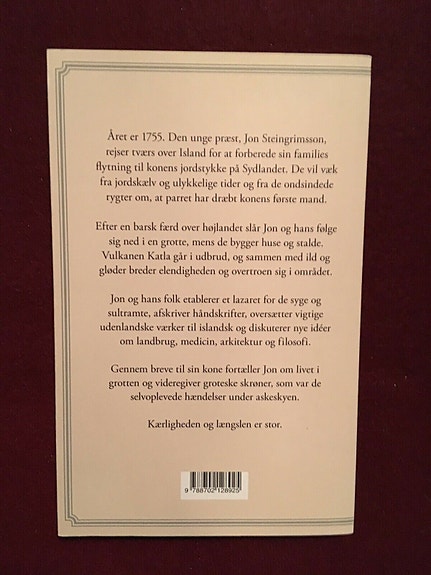 Året er 1755. Den unge præst, Jon Steingrimsson,
rejser tværs over Island for at forberede sin families
flytning til konens jordstykke på Sydlandet. De vil væk
fra jordskælv og ulykkelige tider og fra de ondsindede
rygter om, at parret har dræbt konens første mand.
Efter en barsk færd over højlandet slår Jon og hans følge
sig ned i en grotte, mens de bygger huse og stalde.
Vulkanen Katla går i udbrud, og sammen med ild og
gløder breder elendigheden og overtroen sig i området.
Jon og hans folk etablerer et lazaret for de syge og
sultramte, afskriver håndskrifter, oversætter vigtige
udenlandske værker til islandsk og diskuterer nye idéer
om landbrug, medicin, arkitektur og filosofi.
Gennem breve til sin kone fortæller Jon om livet i
grotten og videregiver groteske skrøner, som var de
selvoplevede hændelser under askeskyen.
Kærligheden og længslen er stor.
9 788702 128925